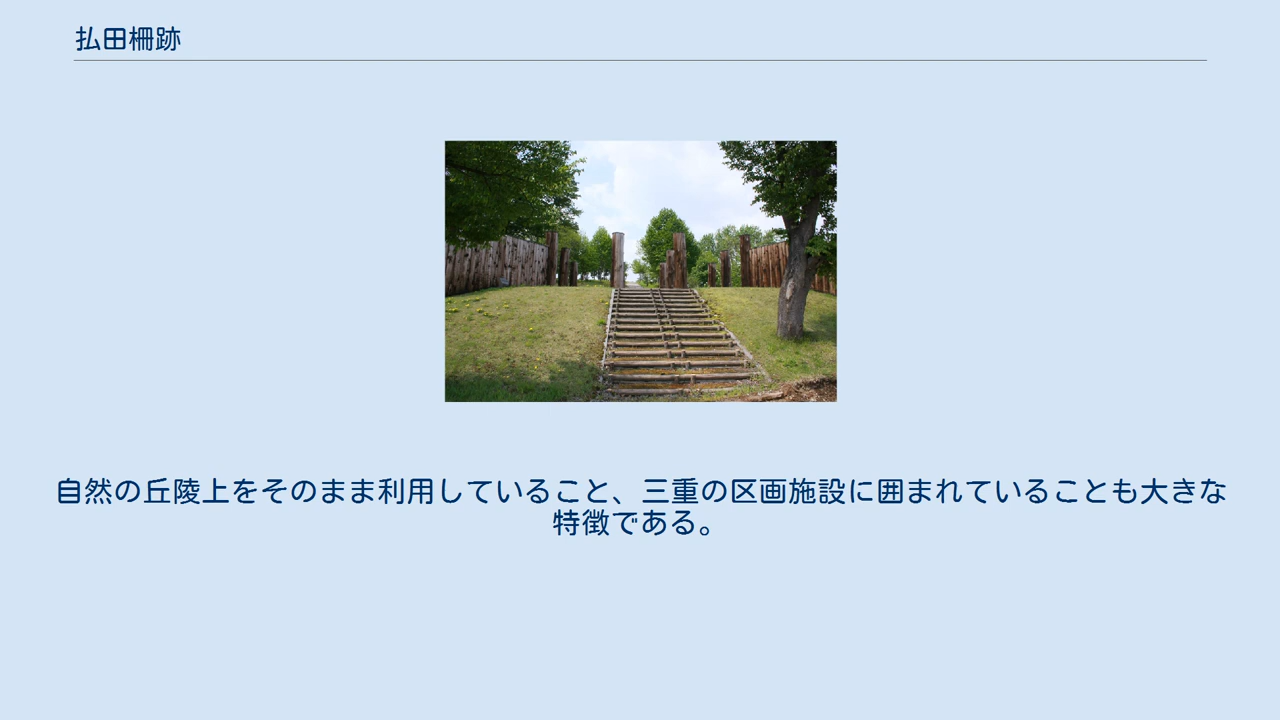 払田柵跡
自然の丘陵上をそのまま利用していること、三重の区画施設に囲まれていることも大きな
特徴である。